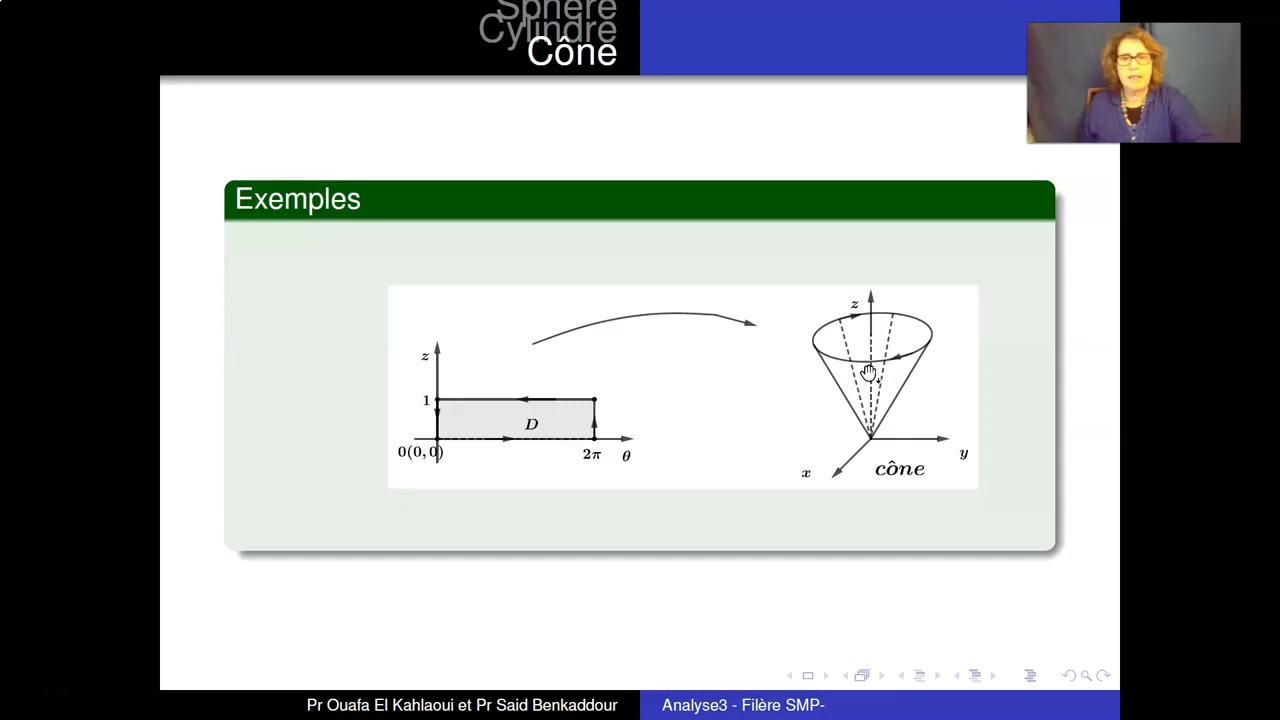 Sphère
Cylindre
Cône
Exemples
z
1
D
0(0, 0)
2π
θ
z
y
x
cône
Pr Ouafa El Kahlaoui et Pr Said Benkaddour
Analyse3 - Filère SMP-